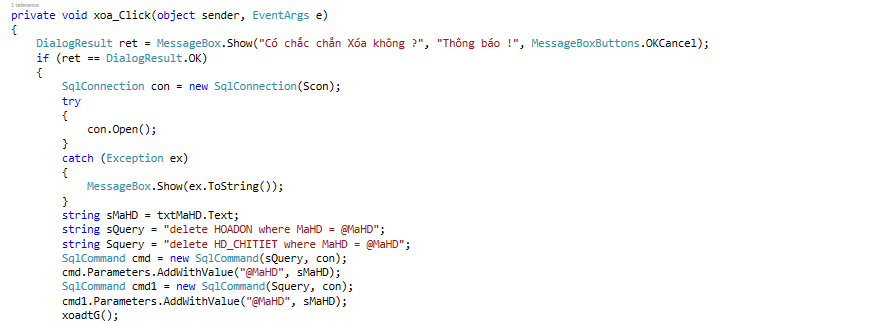 1 reference
private void xoa_Click(object sender, EventArgs e)
{
DialogResult ret = MessageBox.Show("Có chắc chắn Xóa không ?", "Thông báo !", MessageBoxButtons.OKCancel);
if (ret == DialogResult.OK)
{
SqlConnection con = new SqlConnection(Scon);
try
{
con.Open();
}
catch (Exception ex)
{
MessageBox.Show(ex.ToString());
}
string sMaHD = txtMaHD.Text;
string sQuery = "delete HOADON where MaHD = @MaHD";
string Squery = "delete HD_CHITIET where MaHD = @MaHD";
SqlCommand cmd = new SqlCommand(sQuery, con);
cmd.Parameters.AddWithValue("@MaHD", sMaHD);
SqlCommand cmd1 = new SqlCommand(Squery, con);
cmd1.Parameters.AddWithValue("@MaHD", sMaHD);
xoadtG();